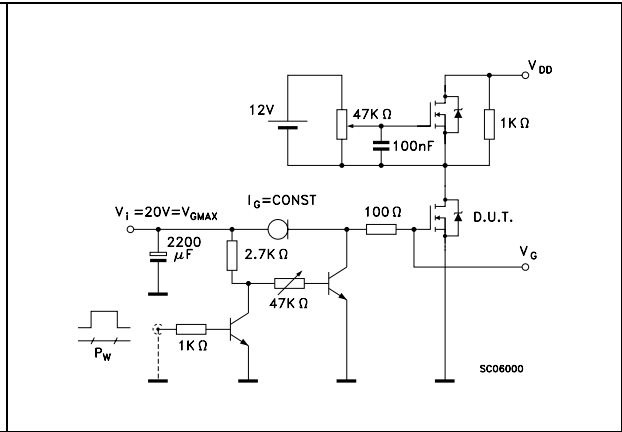 V DD
12V
47K Ω
1K Ω
100nF
I G =CONST
V i =20V=V GMAX
100 Ω
D.U.T.
2200
μF
2.7K Ω
V G
47K Ω
1K Ω
P W
SC06000